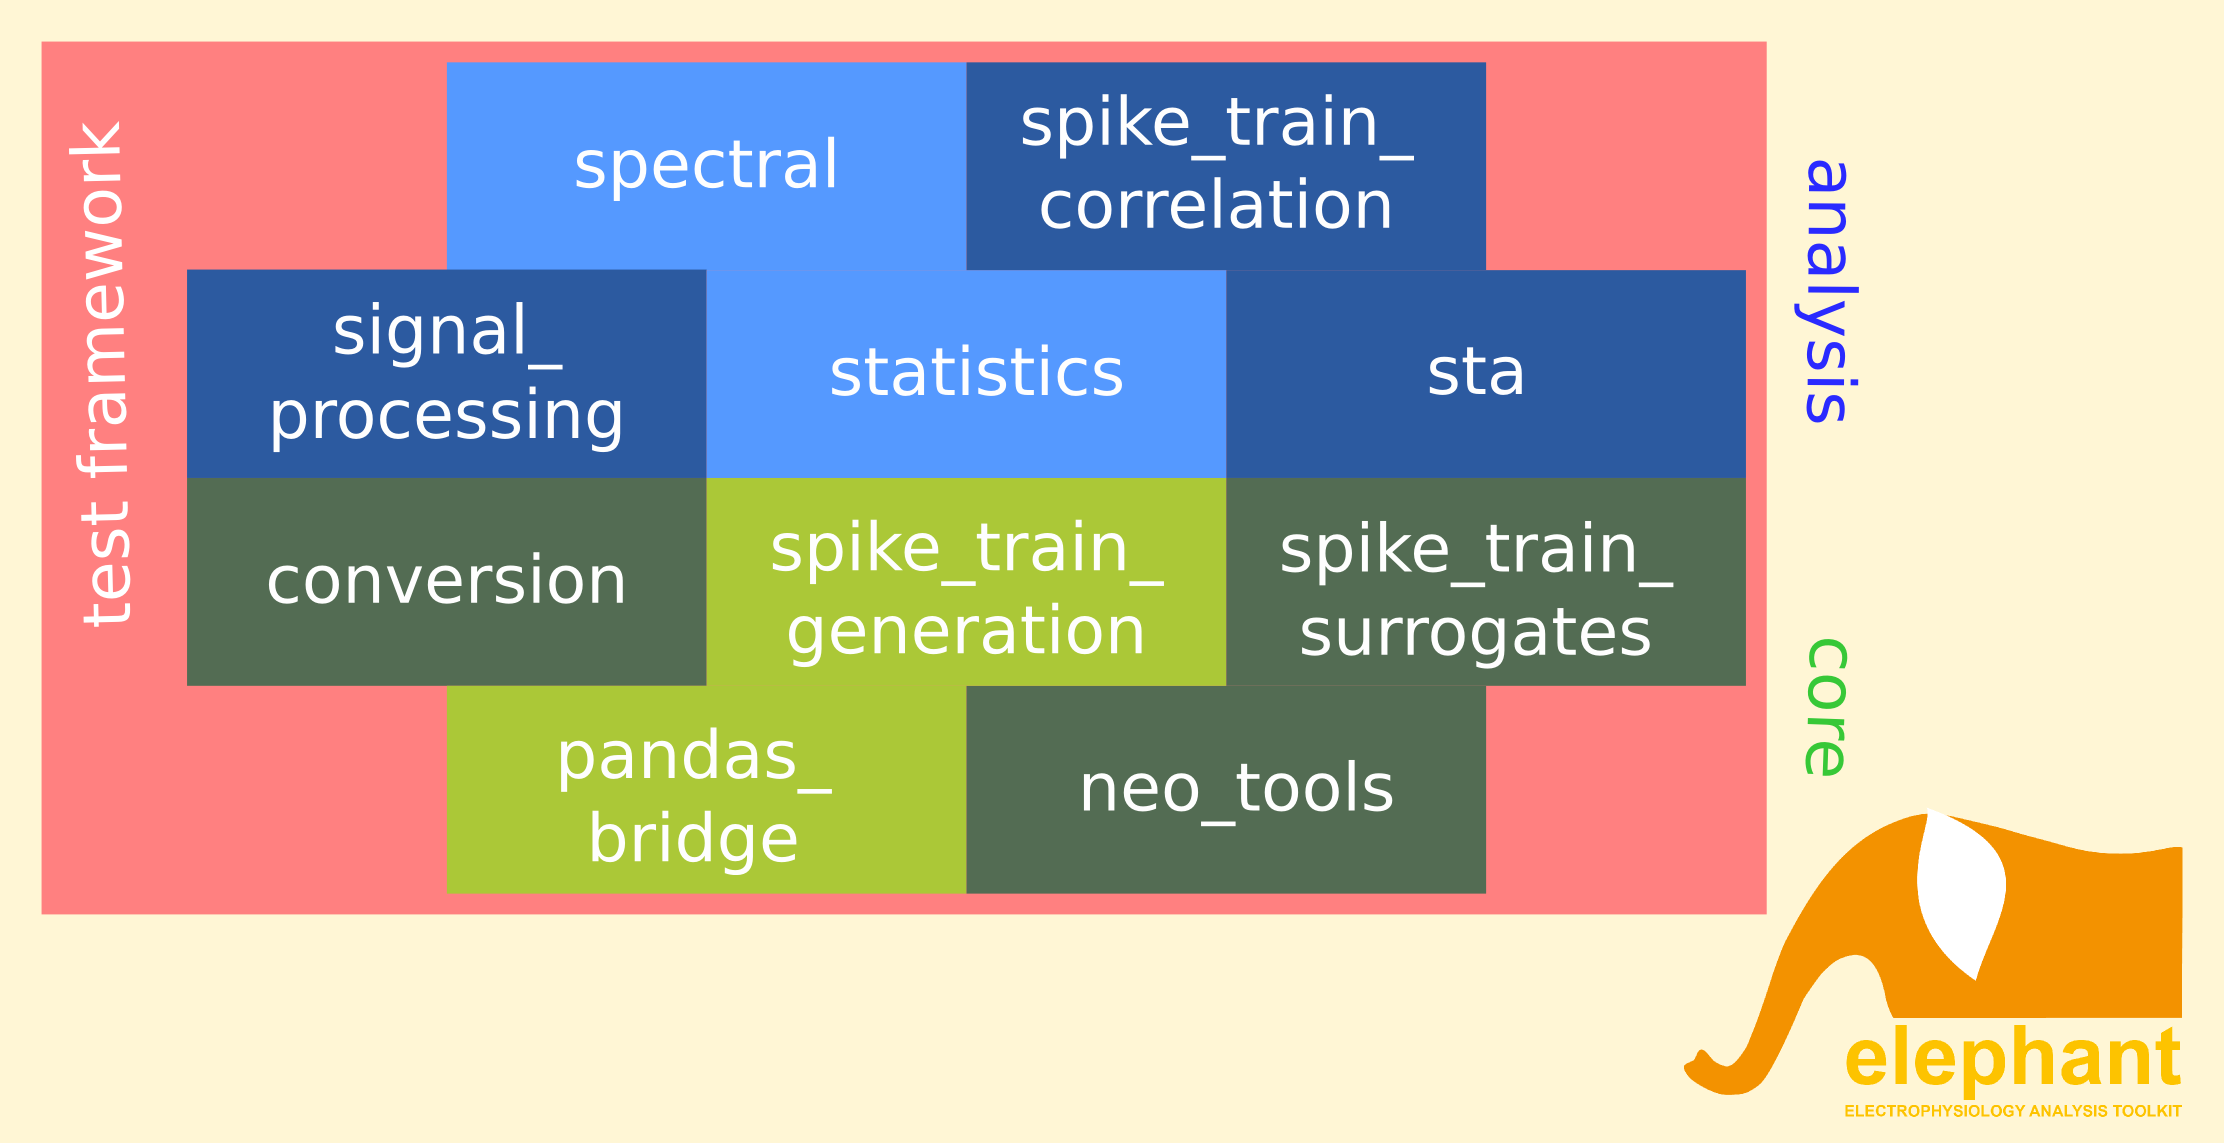 test framework
spectral
spike_train_
correlation
signal_
processing
statistics
sta
analysis
conversion
spike_train_
generation
spike_train_
surrogates
core
pandas_
bridge
neo_tools
elephant
ELECTROPHYSIOLOGY ANALYSIS TOOLKIT